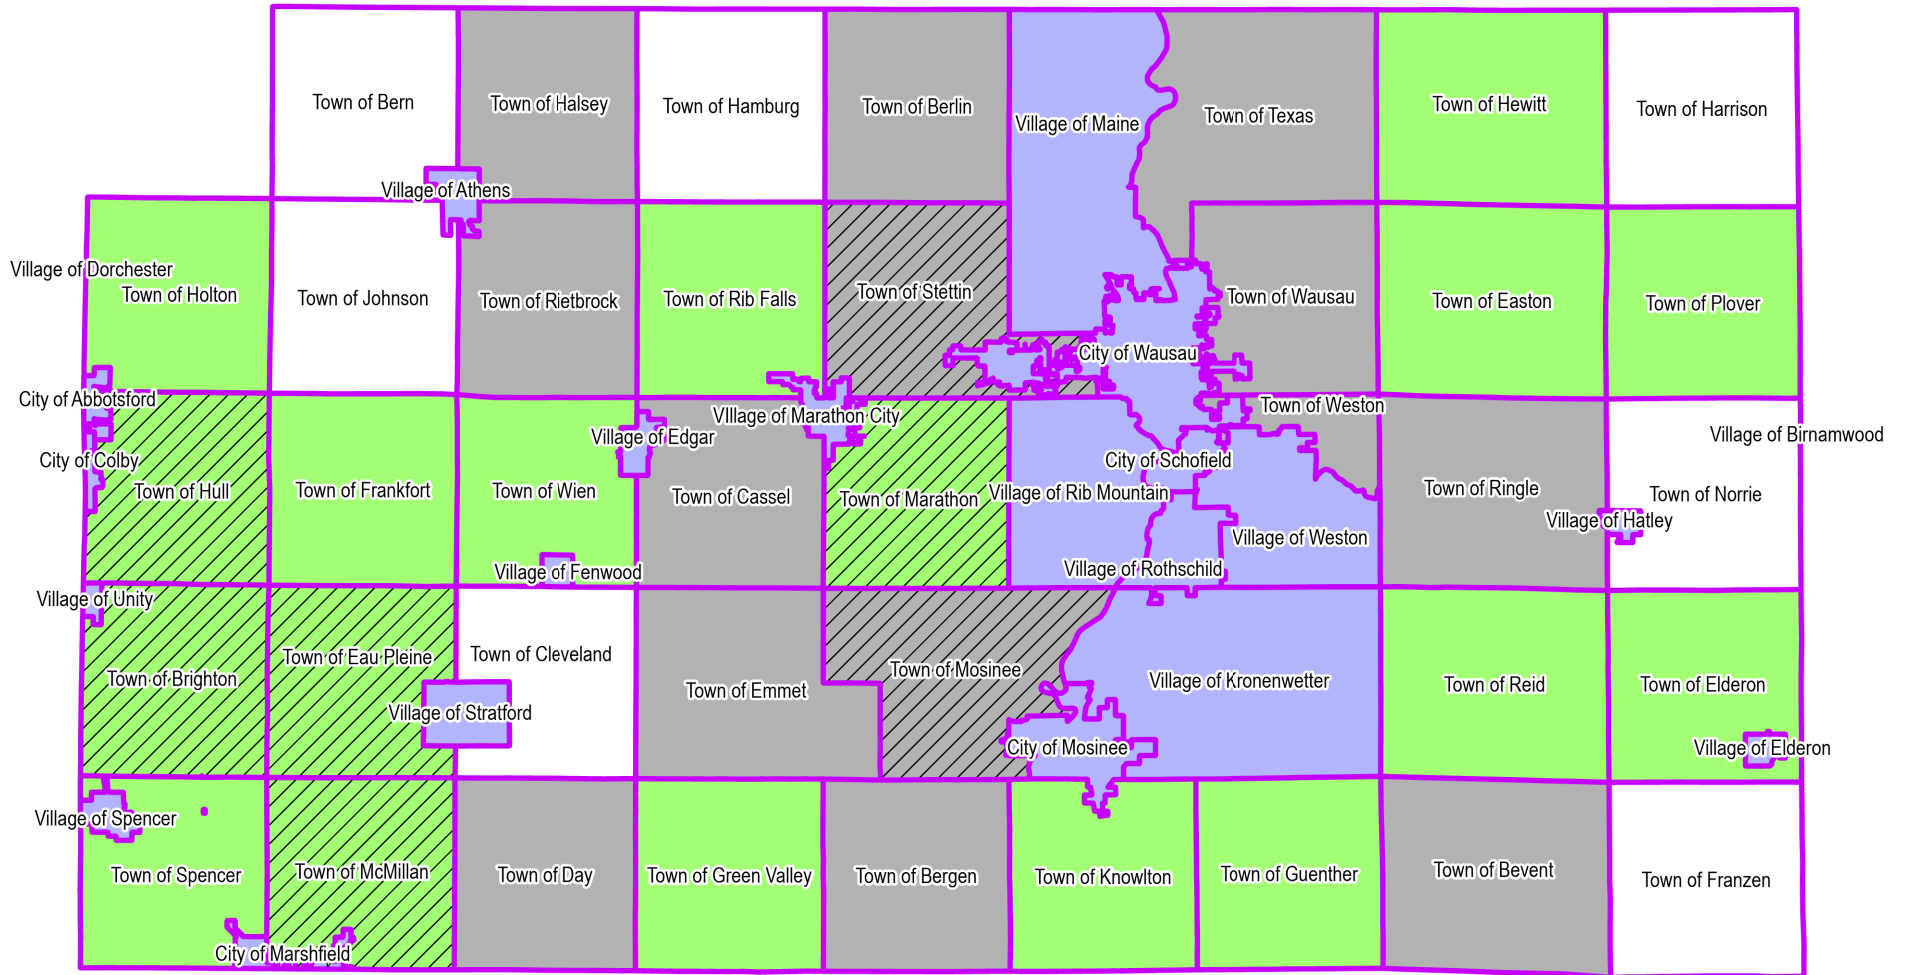 Town of Bern
Town of Halsey
Town of Hamburg
Town of Berlin
Village of Maine
Town of Texas
Town of Hewitt
Town of Harrison
Village of Athens
Village of Dorchester
Town of Holton
Town of Johnson
Town of Rietbrock
Town of Rib Falls
Town of Stettin
Town of Wausau
Town of Easton
Town of Plover
City of Wausau
City of Abbotsford
Village of Marathon City
Town of Weston
Village of Edgar
Village of Birnamwood
City of Colby
City of Schofield
Town of Hull
Town of Frankfort
Town of Wien
Town of Cassel
Town of Marathon
Village of Rib Mountain
Town of Ringle
Town of Norrie
Village of Hatley
Village of Weston
Village of Fenwood
Village of Rothschild
Village of Unity
Town of Brighton
Town of Eau Pleine
Town of Cleveland
Town of Emmet
Town of Mosinee
Village of Kronenwetter
Town of Reid
Town of Elderon
Village of Stratford
City of Mosinee
Village of Elderon
Village of Spencer
Town of Spencer
Town of McMillan
Town of Day
Town of Green Valley
Town of Bergen
Town of Knowlton
Town of Guenther
Town of Bevent
Town of Franzen
City of Marshfield